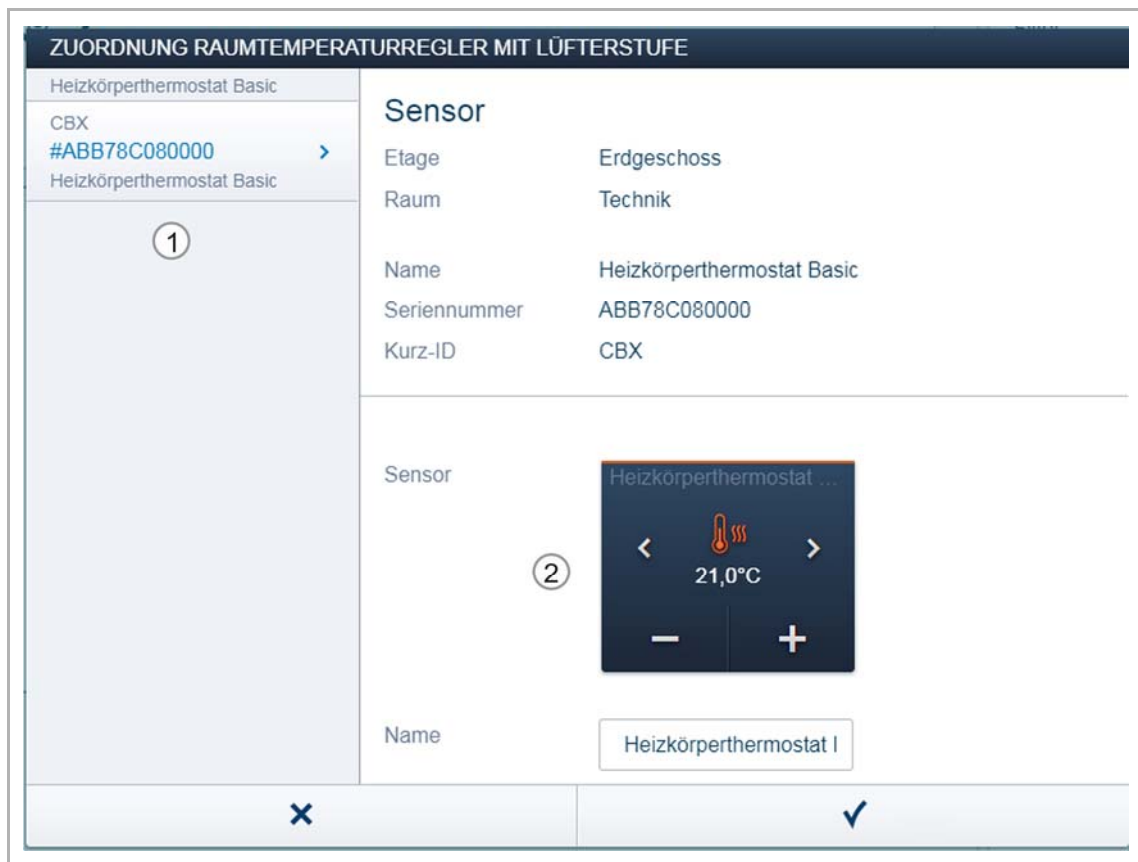 ZUORDNUNG RAUMTEMPERATURREGLER MIT LÜFTERSTUFE
Heizkörperthermostat Basic
CBX
#ABB78C080000
Heizkörperthermostat Basic
1
Sensor
Etage Erdgeschoss
Raum Technik
Name Heizkörperthermostat Basic
Seriennummer ABB78C080000
Kurz-ID CBX
Sensor
Heizkörperthermostat ...
2
21,0°C
Name
Heizkörperthermostat